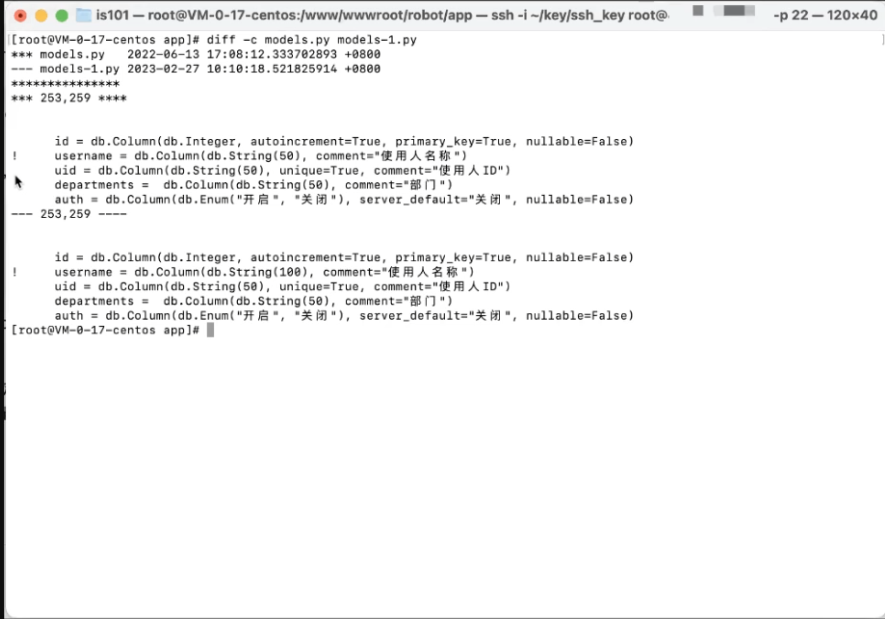 is101 — root@VM-0-17-centos:/www/wwwroot/robot/app — ssh -i ~/key/ssh_key root@ -p 22 — 120×40
[root@VM-0-17-centos app]# diff -c models.py models-1.py
*** models.py   2022-06-13 17:08:12.333702893 +0800
--- models-1.py 2023-02-27 10:10:18.521825914 +0800
***************
*** 253,259 ****
      id = db.Column(db.Integer, autoincrement=True, primary_key=True, nullable=False)
!     username = db.Column(db.String(50), comment="使用人名称")
      uid = db.Column(db.String(50), unique=True, comment="使用人ID")
      departments =  db.Column(db.String(50), comment="部门")
      auth = db.Column(db.Enum("开启", "关闭"), server_default="关闭", nullable=False)
--- 253,259 ----
      id = db.Column(db.Integer, autoincrement=True, primary_key=True, nullable=False)
!     username = db.Column(db.String(100), comment="使用人名称")
      uid = db.Column(db.String(50), unique=True, comment="使用人ID")
      departments =  db.Column(db.String(50), comment="部门")
      auth = db.Column(db.Enum("开启", "关闭"), server_default="关闭", nullable=False)
[root@VM-0-17-centos app]#